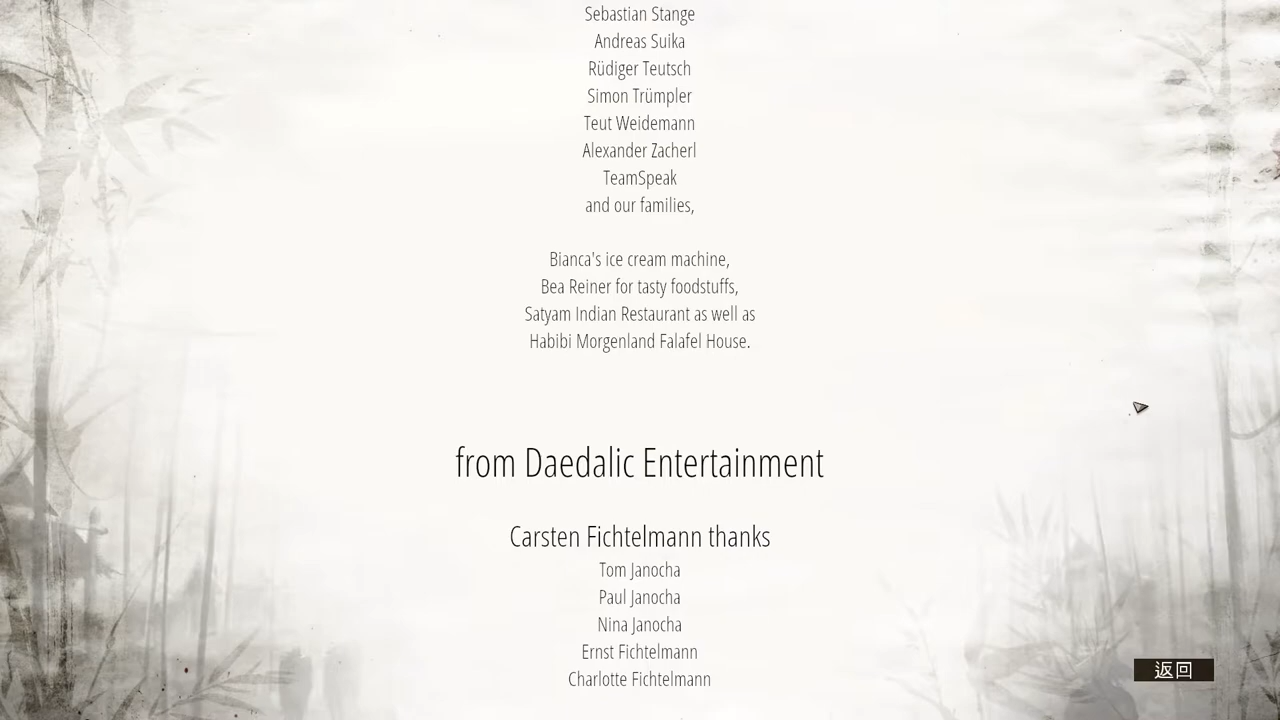 Sebastian Stange
Andreas Suika
Rüdiger Teutsch
Simon Trümpler
Teut Weidemann
Alexander Zacherl
TeamSpeak
and our families,
Bianca's ice cream machine,
Bea Reiner for tasty foodstuffs,
Satyam Indian Restaurant as well as
Habibi Morgenland Falafel House.
from Daedalic Entertainment
Carsten Fichtelmann thanks
Tom Janocha
Paul Janocha
Nina Janocha
Ernst Fichtelmann
Charlotte Fichtelmann
返回